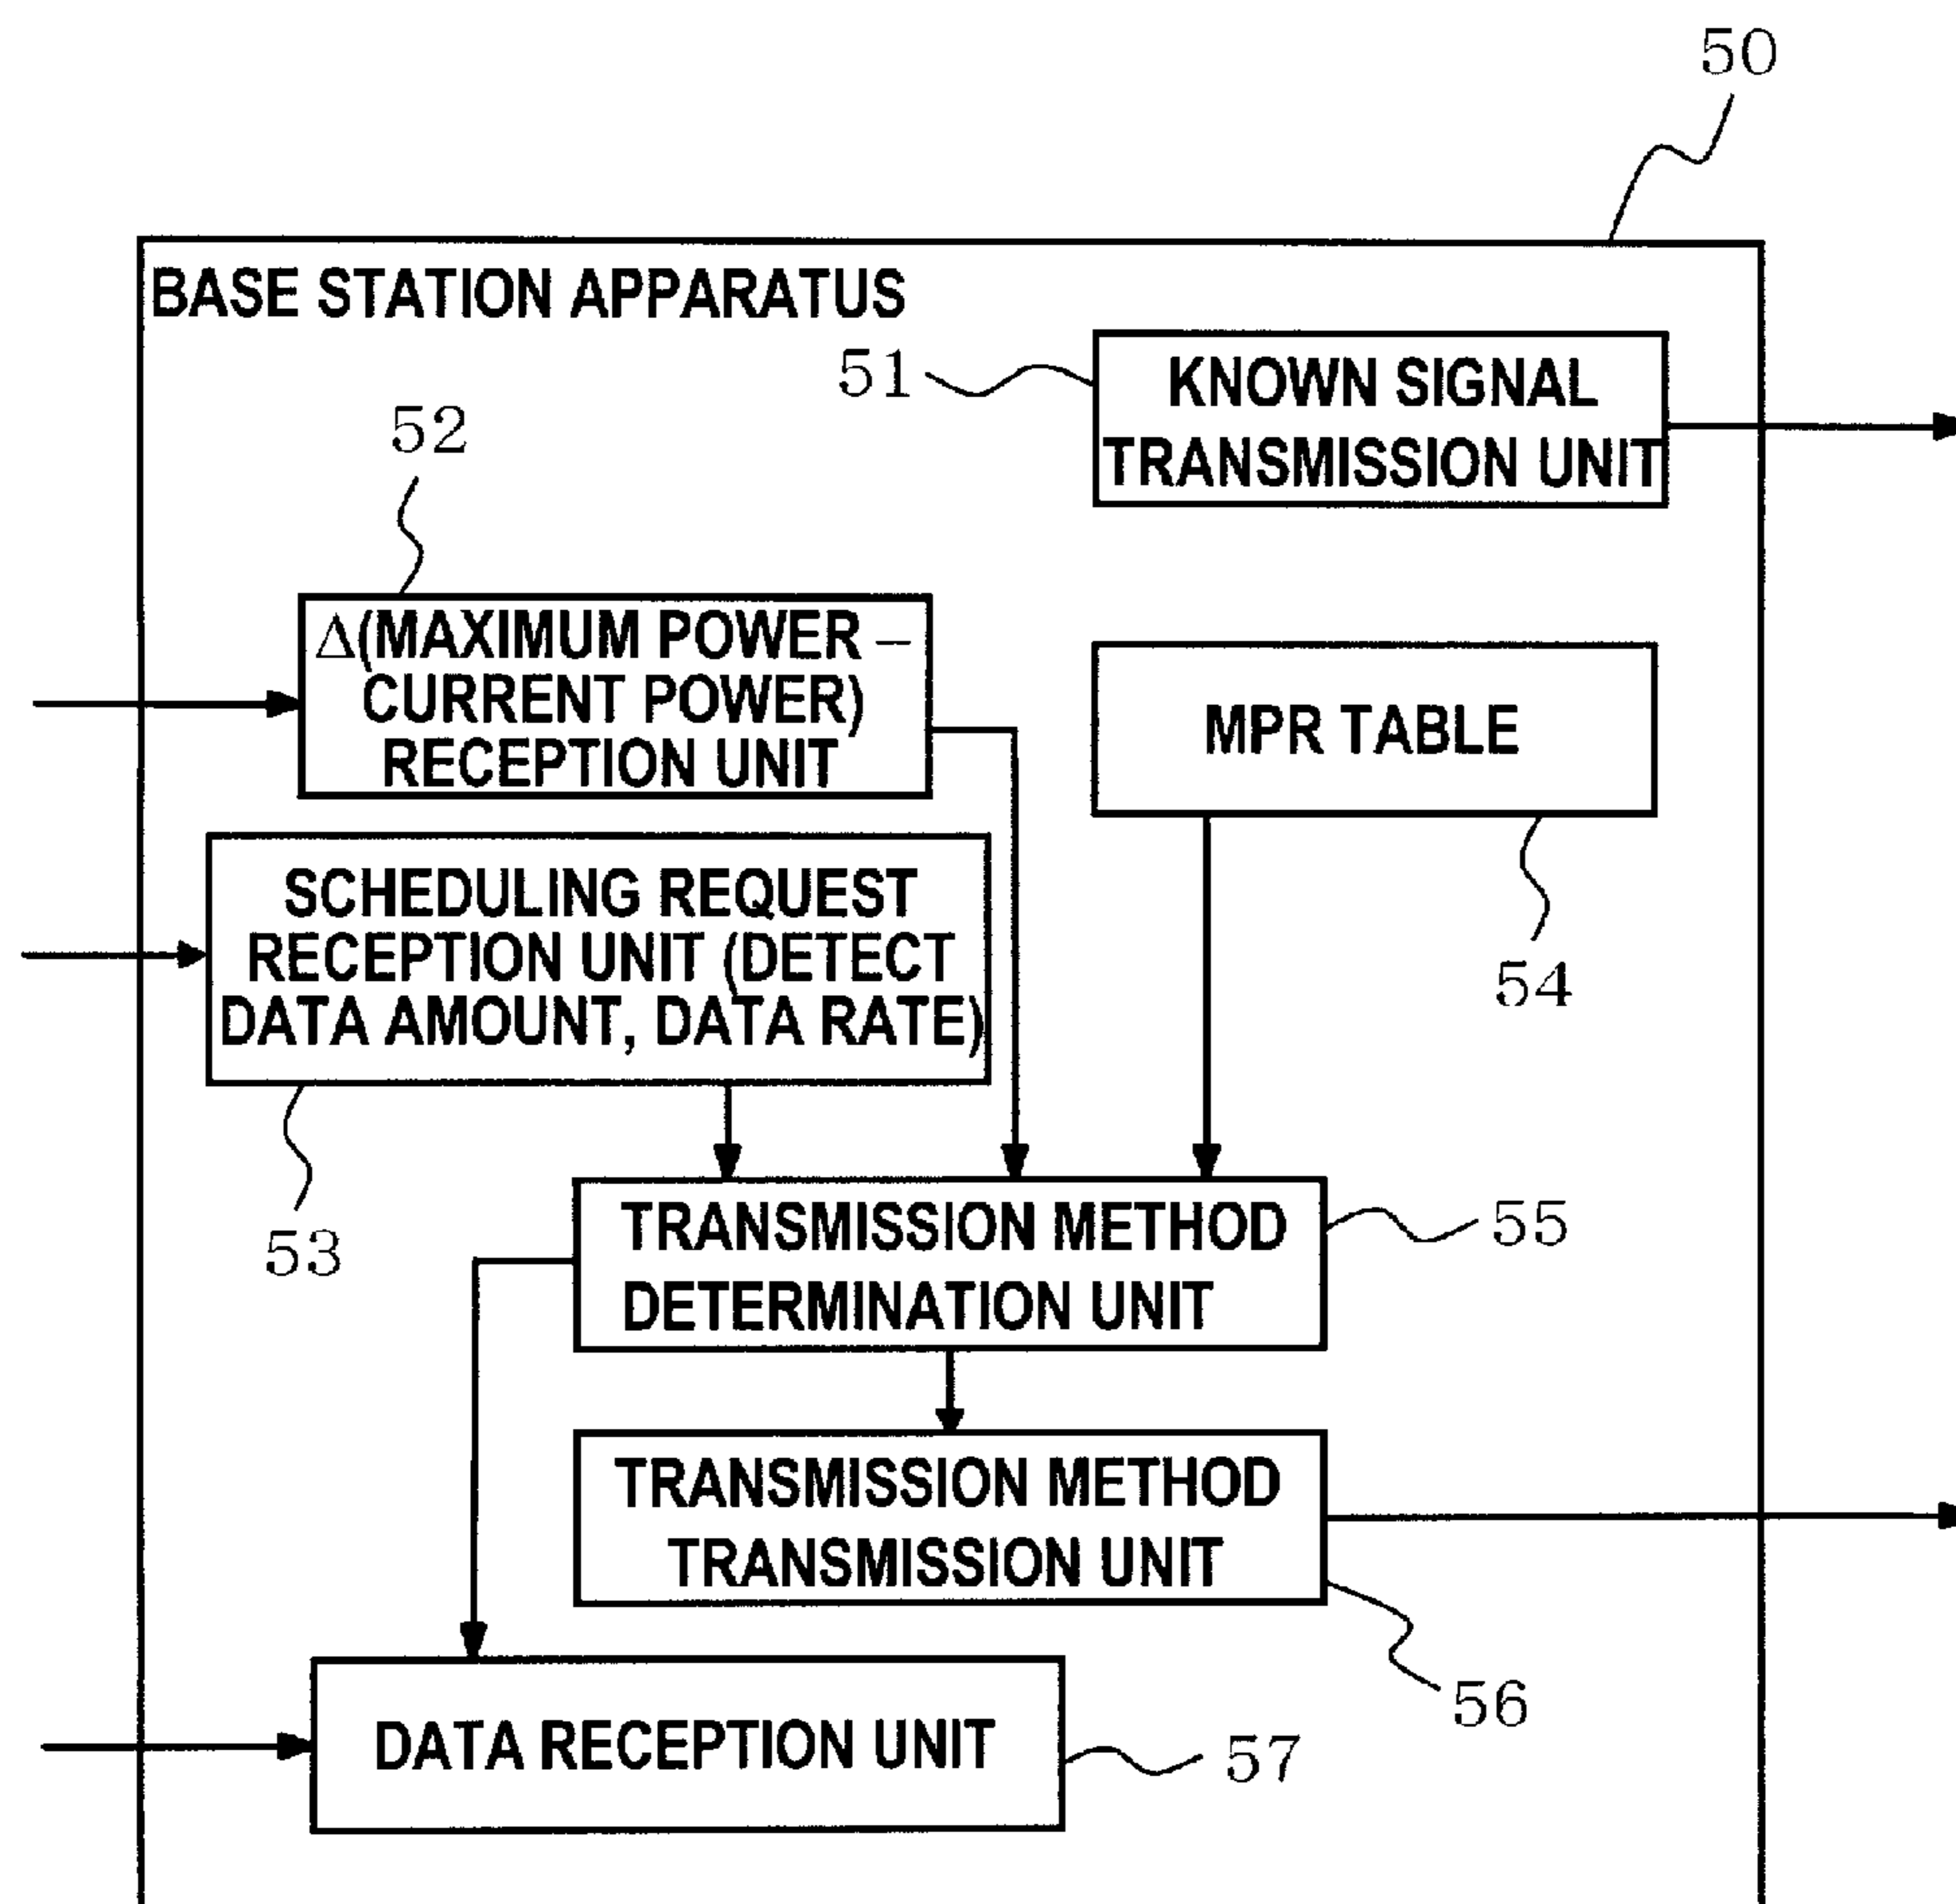 50
BASE STATION APPARATUS
51
KNOWN SIGNAL
TRANSMISSION UNIT
52
Δ(MAXIMUM POWER –
CURRENT POWER)
RECEPTION UNIT
MPR TABLE
54
SCHEDULING REQUEST
RECEPTION UNIT (DETECT
DATA AMOUNT, DATA RATE)
53
TRANSMISSION METHOD
DETERMINATION UNIT
55
TRANSMISSION METHOD
TRANSMISSION UNIT
56
DATA RECEPTION UNIT
57